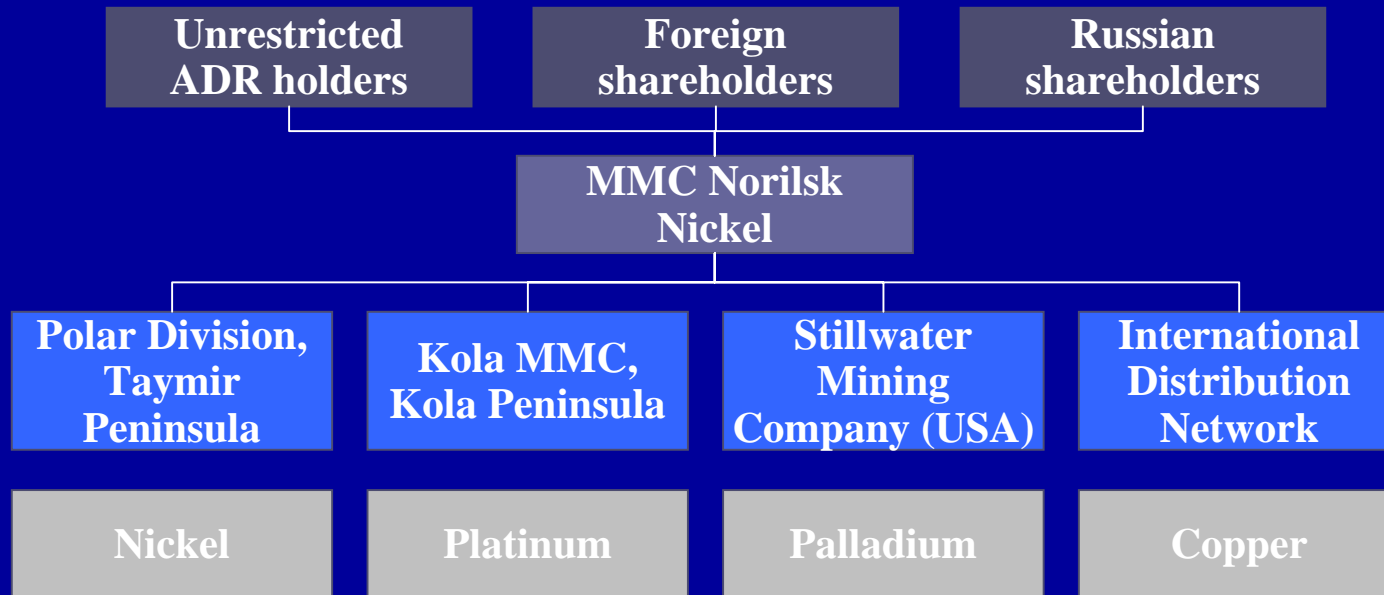 Unrestricted
ADR holders
Foreign
shareholders
Russian
shareholders
MMC Norilsk
Nickel
Polar Division,
Taymir
Peninsula
Kola MMC,
Kola Peninsula
Stillwater
Mining
Company (USA)
International
Distribution
Network
Nickel
Platinum
Palladium
Copper